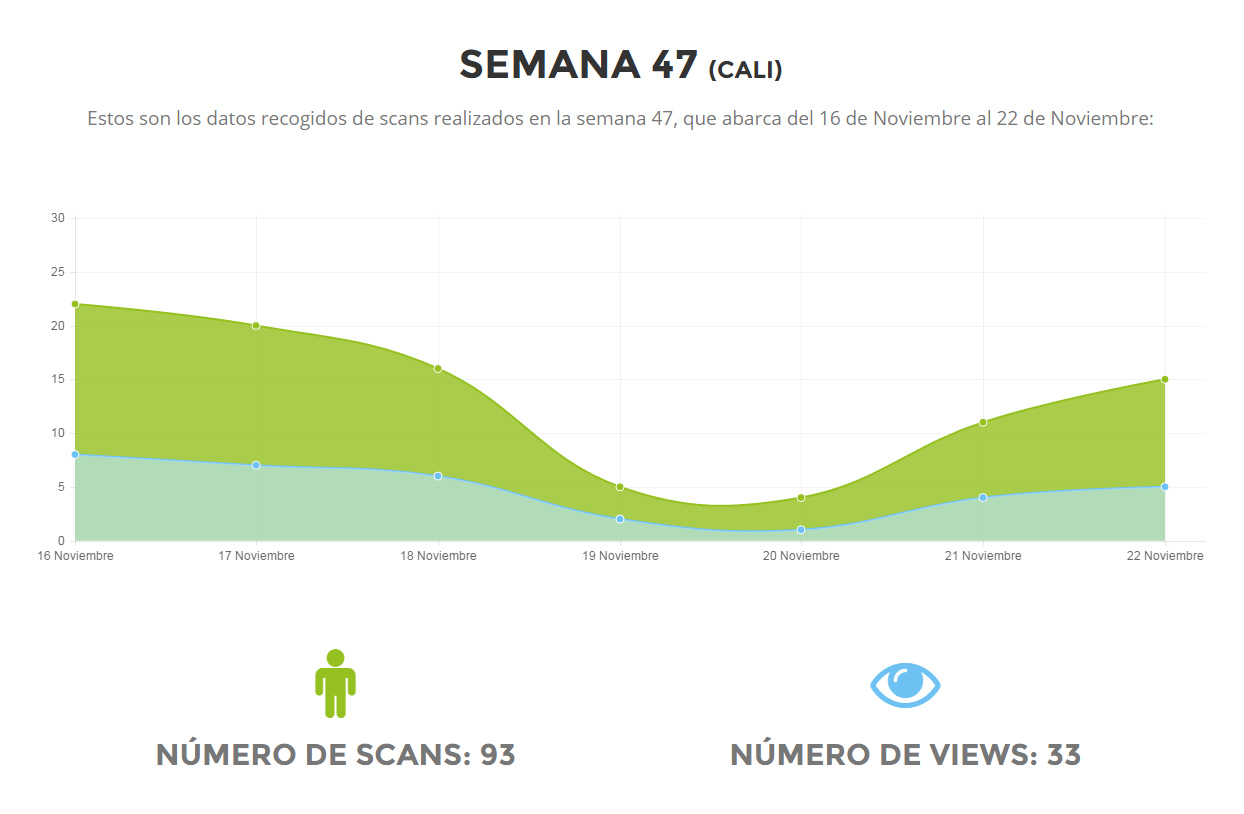 SEMANA 47 (CALI)
Estos son los datos recogidos de scans realizados en la semana 47, que abarca del 16 de Noviembre al 22 de Noviembre:
30
25
20
15
10
5
0
16 Noviembre 17 Noviembre 18 Noviembre 19 Noviembre 20 Noviembre 21 Noviembre 22 Noviembre
NÚMERO DE SCANS: 93 NÚMERO DE VIEWS: 33